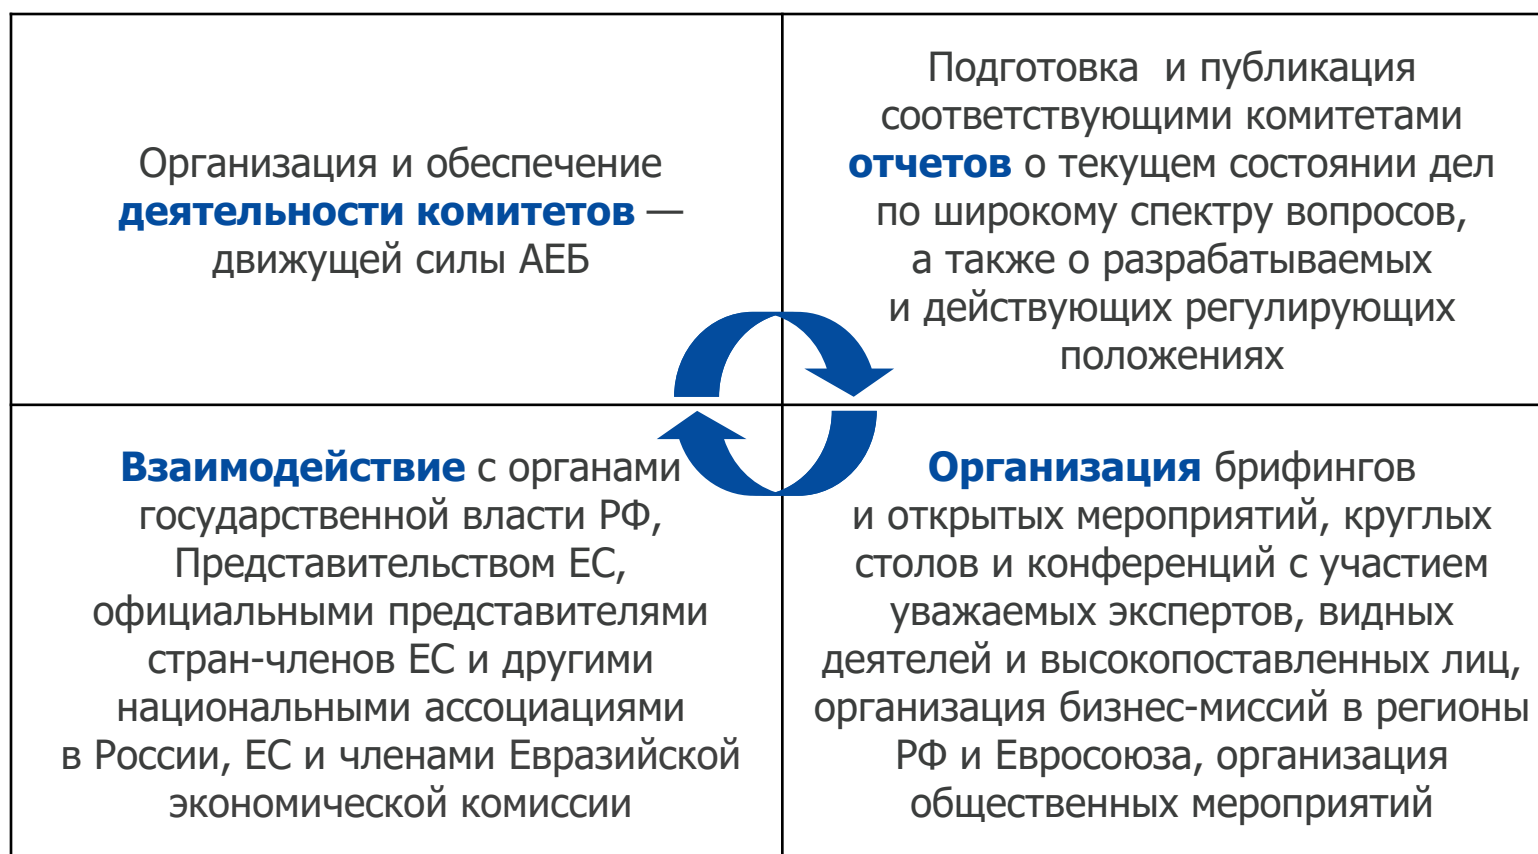 Организация и обеспечение
деятельности комитетов —
движущей силы АЕБ
Подготовка и публикация
соответствующими комитетами
отчетов о текущем состоянии дел
по широкому спектру вопросов,
а также о разрабатываемых
и действующих регулирующих
положениях
Взаимодействие с органами
государственной власти РФ,
Представительством ЕС,
официальными представителями
стран-членов ЕС и другими
национальными ассоциациями
в России, ЕС и членами Евразийской
экономической комиссии
Организация брифингов
и открытых мероприятий, круглых
столов и конференций с участием
уважаемых экспертов, видных
деятелей и высокопоставленных лиц,
организация бизнес-миссий в регионы
РФ и Евросоюза, организация
общественных мероприятий